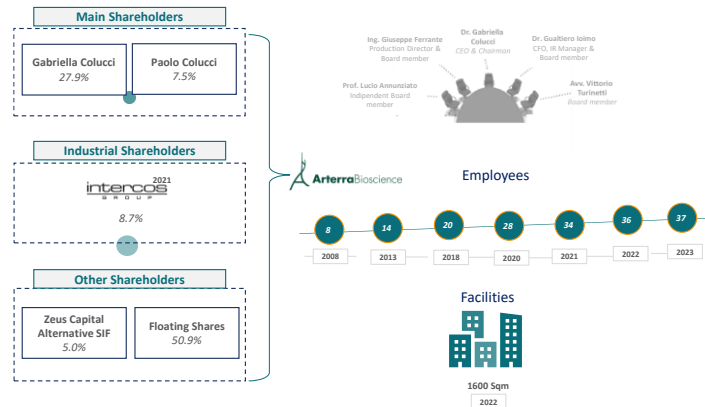 Main Shareholders
Gabriella Colucci
27.9%
Paolo Colucci
7.5%
Industrial Shareholders
intercos
GROUP
2021
8.7%
Other Shareholders
Zeus Capital
Alternative SIF
5.0%
Floating Shares
50.9%
ArterraBioscience
Ing. Giuseppe Ferrante
Production Director &
Board member
Dr. Gabriella
Colucci
CEO & Chairman
Dr. Gualtiero Ioimo
CFO, IR Manager &
Board member
Prof. Lucio Annunziato
Indipendent Board
member
Avv. Vittorio
Turinetti
Board member
Employees
8
14
20
28
34
36
37
2008
2013
2018
2020
2021
2022
2023
Facilities
1600 Sqm
2022